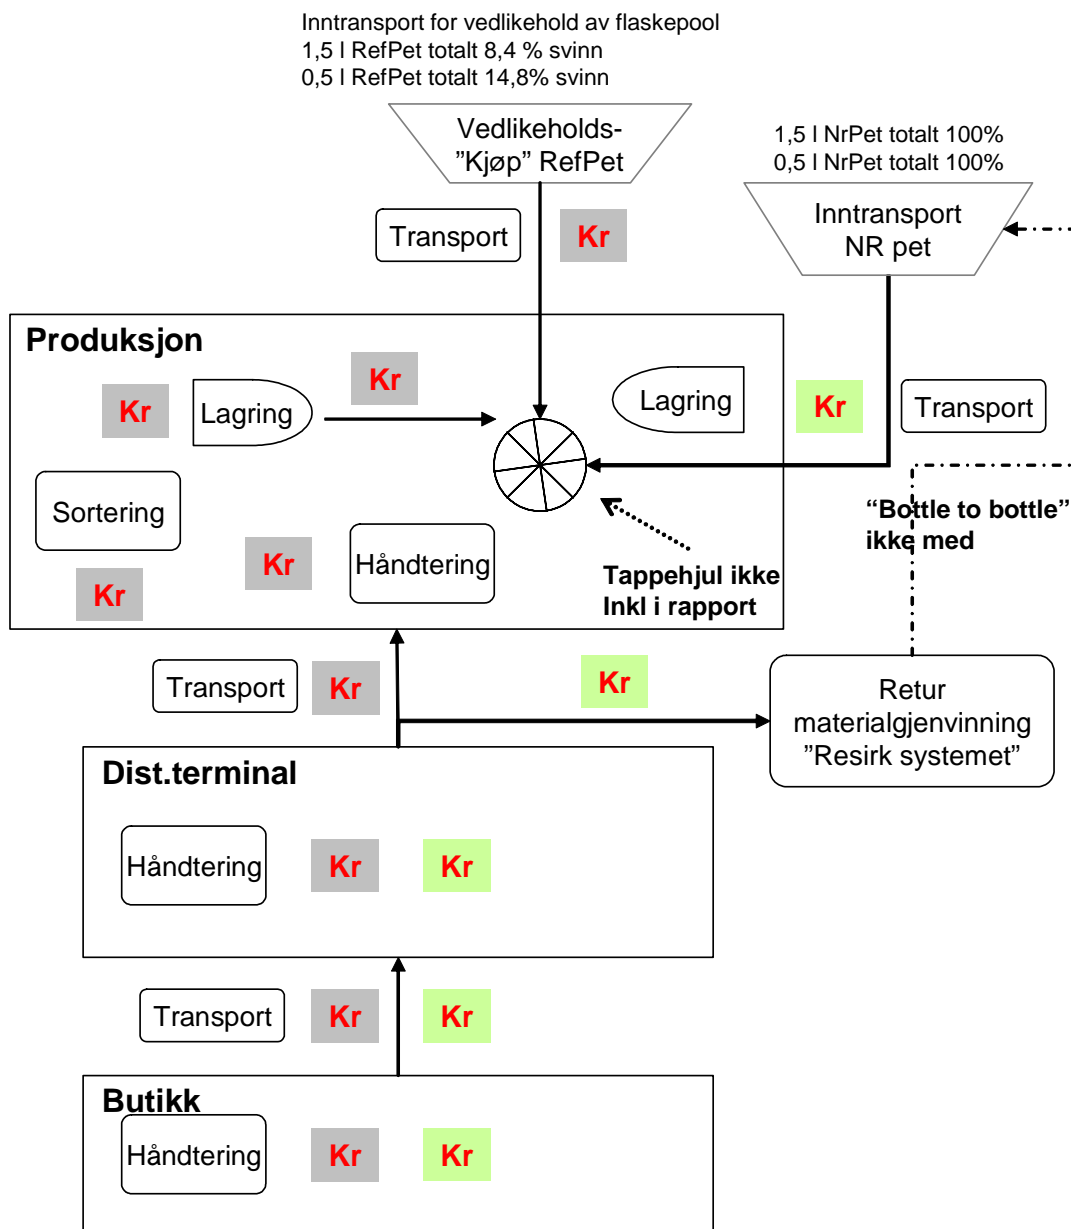 Inntransport for vedlikehold av flaskepool
1,5 l RefPet totalt 8,4 % svinn
0,5 l RefPet totalt 14,8% svinn
Vedlikeholds-
”Kjøp” RefPet
1,5 l NrPet totalt 100%
0,5 l NrPet totalt 100%
Inntransport
NR pet
Transport
Kr
Produksjon
Kr
Lagring
Kr
Lagring
Kr
Transport
Sortering
Kr
Kr
Håndtering
Tappehjul ikke
Inkl i rapport
“Bottle to bottle”
ikke med
Transport
Kr
Kr
Retur
materialgjenvinning
”Resirk systemet”
Dist.terminal
Håndtering
Kr
Kr
Transport
Kr
Kr
Butikk
Håndtering
Kr
Kr